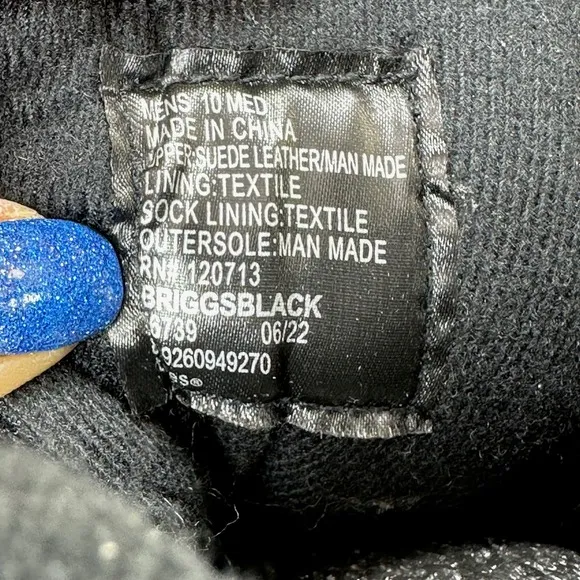 MENS 10 MED
MADE IN CHINA
UPPER:SUEDE LEATHER/MAN MADE
LINING:TEXTILE
SOCK LINING:TEXTILE
OUTERSOLE:MAN MADE
RN# 120713
BRIGGSBLACK
06/22
9260949270